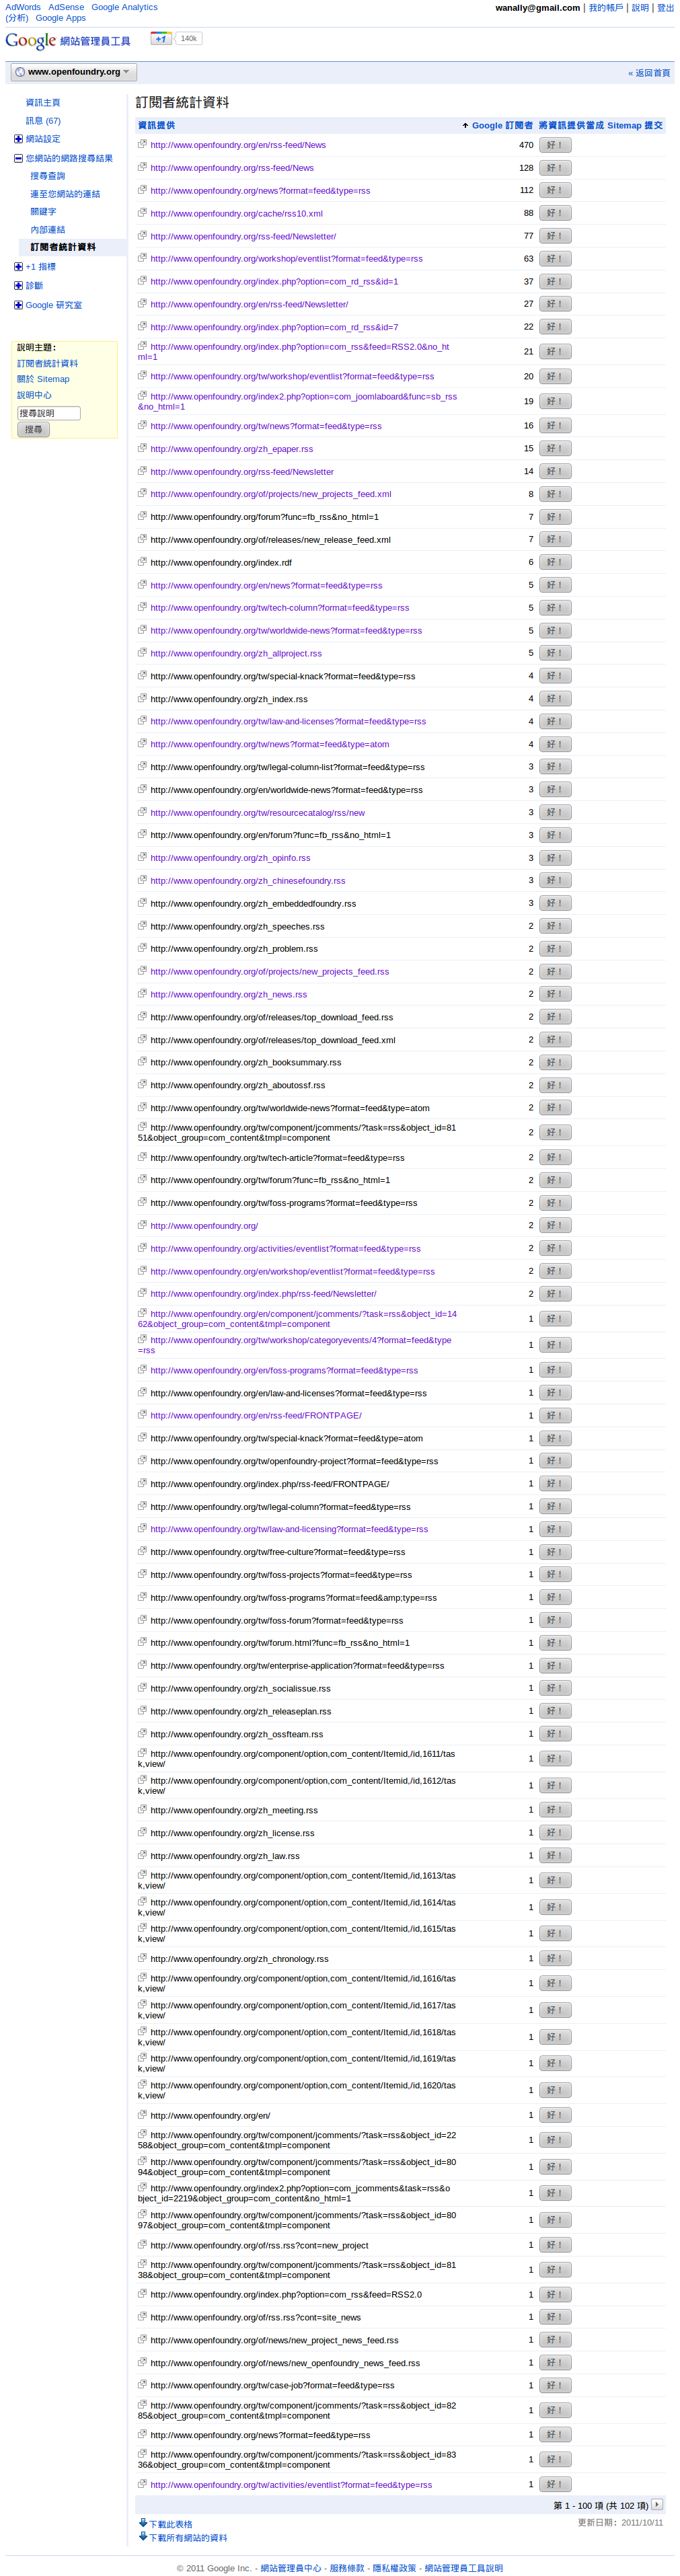 AdWords AdSense Google Analytics
(分析) Google Apps
wanally@gmail.com | 我的帳戶 | 說明 | 登出
Google 網站管理員工具
+1 140k
www.openfoundry.org
« 返回首頁
資訊主頁
訊息 (67)
網站設定
您網站的網路搜尋結果
搜尋查詢
連至您網站的連結
關鍵字
內部連結
訂閱者統計資料
+1 指標
診斷
Google 研究室
說明主題:
訂閱者統計資料
關於 Sitemap
說明中心
搜尋說明
搜尋
訂閱者統計資料
資訊提供 Google 訂閱者 將資訊提供當成 Sitemap 提交
http://www.openfoundry.org/en/rss-feed/News 470 好！
http://www.openfoundry.org/rss-feed/News 128 好！
http://www.openfoundry.org/news?format=feed&type=rss 112 好！
http://www.openfoundry.org/cache/rss10.xml 88 好！
http://www.openfoundry.org/rss-feed/Newsletter/ 77 好！
http://www.openfoundry.org/workshop/eventlist?format=feed&type=rss 63 好！
http://www.openfoundry.org/index.php?option=com_rd_rss&id=1 37 好！
http://www.openfoundry.org/en/rss-feed/Newsletter/ 27 好！
http://www.openfoundry.org/index.php?option=com_rd_rss&id=7 22 好！
http://www.openfoundry.org/index.php?option=com_rss&feed=RSS2.0&no_ht
ml=1 21 好！
http://www.openfoundry.org/tw/workshop/eventlist?format=feed&type=rss 20 好！
http://www.openfoundry.org/index2.php?option=com_joomlaboard&func=sb_rss
&no_html=1 19 好！
http://www.openfoundry.org/tw/news?format=feed&type=rss 16 好！
http://www.openfoundry.org/zh_epaper.rss 15 好！
http://www.openfoundry.org/rss-feed/Newsletter 14 好！
http://www.openfoundry.org/of/projects/new_projects_feed.xml 8 好！
http://www.openfoundry.org/forum?func=fb_rss&no_html=1 7 好！
http://www.openfoundry.org/of/releases/new_release_feed.xml 7 好！
http://www.openfoundry.org/index.rdf 6 好！
http://www.openfoundry.org/en/news?format=feed&type=rss 5 好！
http://www.openfoundry.org/tw/tech-column?format=feed&type=rss 5 好！
http://www.openfoundry.org/tw/worldwide-news?format=feed&type=rss 5 好！
http://www.openfoundry.org/zh_allproject.rss 5 好！
http://www.openfoundry.org/tw/special-knack?format=feed&type=rss 4 好！
http://www.openfoundry.org/zh_index.rss 4 好！
http://www.openfoundry.org/tw/law-and-licenses?format=feed&type=rss 4 好！
http://www.openfoundry.org/tw/news?format=feed&type=atom 4 好！
http://www.openfoundry.org/tw/legal-column-list?format=feed&type=rss 3 好！
http://www.openfoundry.org/en/worldwide-news?format=feed&type=rss 3 好！
http://www.openfoundry.org/tw/resourcecatalog/rss/new 3 好！
http://www.openfoundry.org/en/forum?func=fb_rss&no_html=1 3 好！
http://www.openfoundry.org/zh_opinfo.rss 3 好！
http://www.openfoundry.org/zh_chinesefoundry.rss 3 好！
http://www.openfoundry.org/zh_embeddedfoundry.rss 3 好！
http://www.openfoundry.org/zh_speeches.rss 2 好！
http://www.openfoundry.org/zh_problem.rss 2 好！
http://www.openfoundry.org/of/projects/new_projects_feed.rss 2 好！
http://www.openfoundry.org/zh_news.rss 2 好！
http://www.openfoundry.org/of/releases/top_download_feed.rss 2 好！
http://www.openfoundry.org/of/releases/top_download_feed.xml 2 好！
http://www.openfoundry.org/zh_booksummary.rss 2 好！
http://www.openfoundry.org/zh_aboutossf.rss 2 好！
http://www.openfoundry.org/tw/worldwide-news?format=feed&type=atom 2 好！
http://www.openfoundry.org/tw/component/jcomments/?task=rss&object_id=81
51&object_group=com_content&tmpl=component 2 好！
http://www.openfoundry.org/tw/tech-article?format=feed&type=rss 2 好！
http://www.openfoundry.org/tw/forum?func=fb_rss&no_html=1 2 好！
http://www.openfoundry.org/tw/foss-programs?format=feed&type=rss 2 好！
http://www.openfoundry.org/ 2 好！
http://www.openfoundry.org/activities/eventlist?format=feed&type=rss 2 好！
http://www.openfoundry.org/en/workshop/eventlist?format=feed&type=rss 2 好！
http://www.openfoundry.org/index.php/rss-feed/Newsletter/ 2 好！
http://www.openfoundry.org/en/component/jcomments/?task=rss&object_id=14
62&object_group=com_content&tmpl=component 1 好！
http://www.openfoundry.org/tw/workshop/categoryevents/4?format=feed&type
=rss 1 好！
http://www.openfoundry.org/en/foss-programs?format=feed&type=rss 1 好！
http://www.openfoundry.org/en/law-and-licenses?format=feed&type=rss 1 好！
http://www.openfoundry.org/en/rss-feed/FRONTPAGE/ 1 好！
http://www.openfoundry.org/tw/special-knack?format=feed&type=atom 1 好！
http://www.openfoundry.org/tw/openfoundry-project?format=feed&type=rss 1 好！
http://www.openfoundry.org/index.php/rss-feed/FRONTPAGE/ 1 好！
http://www.openfoundry.org/tw/legal-column?format=feed&type=rss 1 好！
http://www.openfoundry.org/tw/law-and-licensing?format=feed&type=rss 1 好！
http://www.openfoundry.org/tw/free-culture?format=feed&type=rss 1 好！
http://www.openfoundry.org/tw/foss-projects?format=feed&type=rss 1 好！
http://www.openfoundry.org/tw/foss-programs?format=feed&amp;type=rss 1 好！
http://www.openfoundry.org/tw/foss-forum?format=feed&type=rss 1 好！
http://www.openfoundry.org/tw/forum.html?func=fb_rss&no_html=1 1 好！
http://www.openfoundry.org/tw/enterprise-application?format=feed&type=rss 1 好！
http://www.openfoundry.org/zh_socialissue.rss 1 好！
http://www.openfoundry.org/zh_releaseplan.rss 1 好！
http://www.openfoundry.org/zh_ossfteam.rss 1 好！
http://www.openfoundry.org/component/option,com_content/Itemid,/id,1611/tas
k,view/ 1 好！
http://www.openfoundry.org/component/option,com_content/Itemid,/id,1612/tas
k,view/ 1 好！
http://www.openfoundry.org/zh_meeting.rss 1 好！
http://www.openfoundry.org/zh_license.rss 1 好！
http://www.openfoundry.org/zh_law.rss 1 好！
http://www.openfoundry.org/component/option,com_content/Itemid,/id,1613/tas
k,view/ 1 好！
http://www.openfoundry.org/component/option,com_content/Itemid,/id,1614/tas
k,view/ 1 好！
http://www.openfoundry.org/component/option,com_content/Itemid,/id,1615/tas
k,view/ 1 好！
http://www.openfoundry.org/zh_chronology.rss 1 好！
http://www.openfoundry.org/component/option,com_content/Itemid,/id,1616/tas
k,view/ 1 好！
http://www.openfoundry.org/component/option,com_content/Itemid,/id,1617/tas
k,view/ 1 好！
http://www.openfoundry.org/component/option,com_content/Itemid,/id,1618/tas
k,view/ 1 好！
http://www.openfoundry.org/component/option,com_content/Itemid,/id,1619/tas
k,view/ 1 好！
http://www.openfoundry.org/component/option,com_content/Itemid,/id,1620/tas
k,view/ 1 好！
http://www.openfoundry.org/en/ 1 好！
http://www.openfoundry.org/tw/component/jcomments/?task=rss&object_id=22
58&object_group=com_content&tmpl=component 1 好！
http://www.openfoundry.org/tw/component/jcomments/?task=rss&object_id=80
94&object_group=com_content&tmpl=component 1 好！
http://www.openfoundry.org/index2.php?option=com_jcomments&task=rss&o
bject_id=2219&object_group=com_content&no_html=1 1 好！
http://www.openfoundry.org/tw/component/jcomments/?task=rss&object_id=80
97&object_group=com_content&tmpl=component 1 好！
http://www.openfoundry.org/of/rss.rss?cont=new_project 1 好！
http://www.openfoundry.org/tw/component/jcomments/?task=rss&object_id=81
38&object_group=com_content&tmpl=component 1 好！
http://www.openfoundry.org/index.php?option=com_rss&feed=RSS2.0 1 好！
http://www.openfoundry.org/of/rss.rss?cont=site_news 1 好！
http://www.openfoundry.org/of/news/new_project_news_feed.rss 1 好！
http://www.openfoundry.org/of/news/new_openfoundry_news_feed.rss 1 好！
http://www.openfoundry.org/tw/case-job?format=feed&type=rss 1 好！
http://www.openfoundry.org/tw/component/jcomments/?task=rss&object_id=82
85&object_group=com_content&tmpl=component 1 好！
http://www.openfoundry.org/news?format=feed&type=rss 1 好！
http://www.openfoundry.org/tw/component/jcomments/?task=rss&object_id=83
36&object_group=com_content&tmpl=component 1 好！
http://www.openfoundry.org/tw/activities/eventlist?format=feed&type=rss 1 好！
第 1 - 100 項 (共 102 項)
下載此表格
更新日期：2011/10/11
下載所有網站的資料
© 2011 Google Inc. - 網站管理員中心 - 服務條款 - 隱私權政策 - 網站管理員工具說明